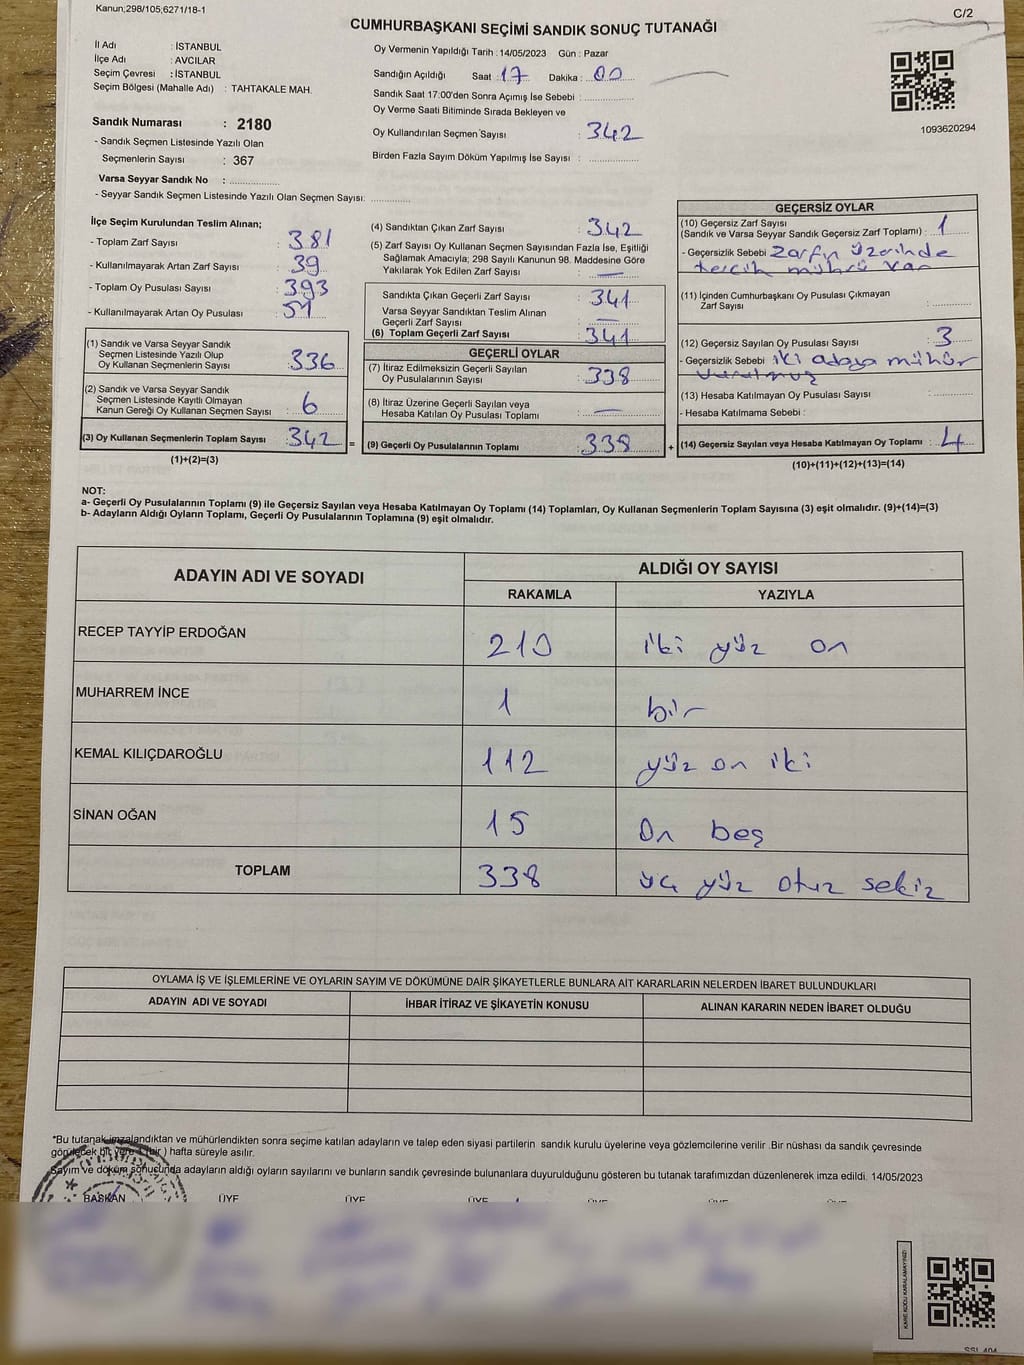 Kanun;298/105;6271/18-1
C/2
CUMHURBAŞKANI SEÇİMİ SANDIK SONUÇ TUTANAĞI
İl Adı : İSTANBUL
İlçe Adı : AVCILAR
Seçim Çevresi : İSTANBUL
Seçim Bölgesi (Mahalle Adı) : TAHTAKALE MAH.
Sandık Numarası : 2180
- Sandık Seçmen Listesinde Yazılı Olan
Seçmenlerin Sayısı : 367
Varsa Seyyar Sandık No : ................
- Seyyar Sandık Seçmen Listesinde Yazılı Olan Seçmen Sayısı: ............
Oy Vermenin Yapıldığı Tarih : 14/05/2023 Gün : Pazar
Sandığın Açıldığı Saat : 17 Dakika : 00
Sandık Saat 17:00'den Sonra Açımış İse Sebebi : ................
Oy Verme Saati Bitiminde Sırada Bekleyen ve
Oy Kullandırılan Seçmen Sayısı : 342
Birden Fazla Sayım Döküm Yapılmış İse Sayısı : ................
1093620294
İlçe Seçim Kurulundan Teslim Alınan;
- Toplam Zarf Sayısı : 381
- Kullanılmayarak Artan Zarf Sayısı : 39
- Toplam Oy Pusulası Sayısı : 393
- Kullanılmayarak Artan Oy Pusulası : 51
(1) Sandık ve Varsa Seyyar Sandık
Seçmen Listesinde Yazılı Olup
Oy Kullanan Seçmenlerin Sayısı : 336
(2) Sandık ve Varsa Seyyar Sandık
Seçmen Listesinde Kayıtlı Olmayan
Kanun Gereği Oy Kullanan Seçmen Sayısı : 6
(3) Oy Kullanan Seçmenlerin Toplam Sayısı : 342 =
(1)+(2)=(3)
(4) Sandıktan Çıkan Zarf Sayısı : 342
(5) Zarf Sayısı Oy Kullanan Seçmen Sayısından Fazla İse, Eşitliği
Sağlamak Amacıyla; 298 Sayılı Kanunun 98. Maddesine Göre
Yakılarak Yok Edilen Zarf Sayısı : —
Sandıkta Çıkan Geçerli Zarf Sayısı : 341
Varsa Seyyar Sandıktan Teslim Alınan
Geçerli Zarf Sayısı : —
(6) Toplam Geçerli Zarf Sayısı : 341
GEÇERLİ OYLAR
(7) İtiraz Edilmeksizin Geçerli Sayılan
Oy Pusulalarının Sayısı : 338
(8) İtiraz Üzerine Geçerli Sayılan veya
Hesaba Katılan Oy Pusulası Toplamı : —
(9) Geçerli Oy Pusulalarının Toplamı : 338 +
GEÇERSİZ OYLAR
(10) Geçersiz Zarf Sayısı
(Sandık ve Varsa Seyyar Sandık Geçersiz Zarf Toplamı) : 1
- Geçersizlik Sebebi zarfın üzerinde
tercih mührü var
(11) İçinden Cumhurbaşkanı Oy Pusulası Çıkmayan
Zarf Sayısı : ............
(12) Geçersiz Sayılan Oy Pusulası Sayısı : 3
- Geçersizlik Sebebi iki adaya mühür
vurulmuş
(13) Hesaba Katılmayan Oy Pusulası Sayısı : ............
- Hesaba Katılmama Sebebi :
(14) Geçersiz Sayılan veya Hesaba Katılmayan Oy Toplamı : 4
(10)+(11)+(12)+(13)=(14)
NOT:
a- Geçerli Oy Pusulalarının Toplamı (9) ile Geçersiz Sayılan veya Hesaba Katılmayan Oy Toplamı (14) Toplamları, Oy Kullanan Seçmenlerin Toplam Sayısına (3) eşit olmalıdır. (9)+(14)=(3)
b- Adayların Aldığı Oyların Toplamı, Geçerli Oy Pusulalarının Toplamına (9) eşit olmalıdır.
ADAYIN ADI VE SOYADI
ALDIĞI OY SAYISI
RAKAMLA YAZIYLA
RECEP TAYYİP ERDOĞAN 210 iki yüz on
MUHARREM İNCE 1 bir
KEMAL KILIÇDAROĞLU 112 yüz on iki
SİNAN OĞAN 15 on beş
TOPLAM 338 üç yüz otuz sekiz
OYLAMA İŞ VE İŞLEMLERİNE VE OYLARIN SAYIM VE DÖKÜMÜNE DAİR ŞİKAYETLERLE BUNLARA AİT KARARLARIN NELERDEN İBARET BULUNDUKLARI
ADAYIN ADI VE SOYADI İHBAR İTİRAZ VE ŞİKAYETİN KONUSU ALINAN KARARIN NEDEN İBARET OLDUĞU
*Bu tutanak imzalandıktan ve mühürlendikten sonra seçime katılan adayların ve talep eden siyasi partilerin sandık kurulu üyelerine veya gözlemcilerine verilir .Bir nüshası da sandık çevresinde
görülecek bir yere 1 (bir ) hafta süreyle asılır.
Sayım ve döküm sonucunda adayların aldığı oyların sayılarını ve bunların sandık çevresinde bulunanlara duyurulduğunu gösteren bu tutanak tarafımızdan düzenlenerek imza edildi. 14/05/2023
BAŞKAN ÜYE ÜYE ÜYE ÜYE ÜYE ÜYE
KARE KODU KARALAMAYINIZ!